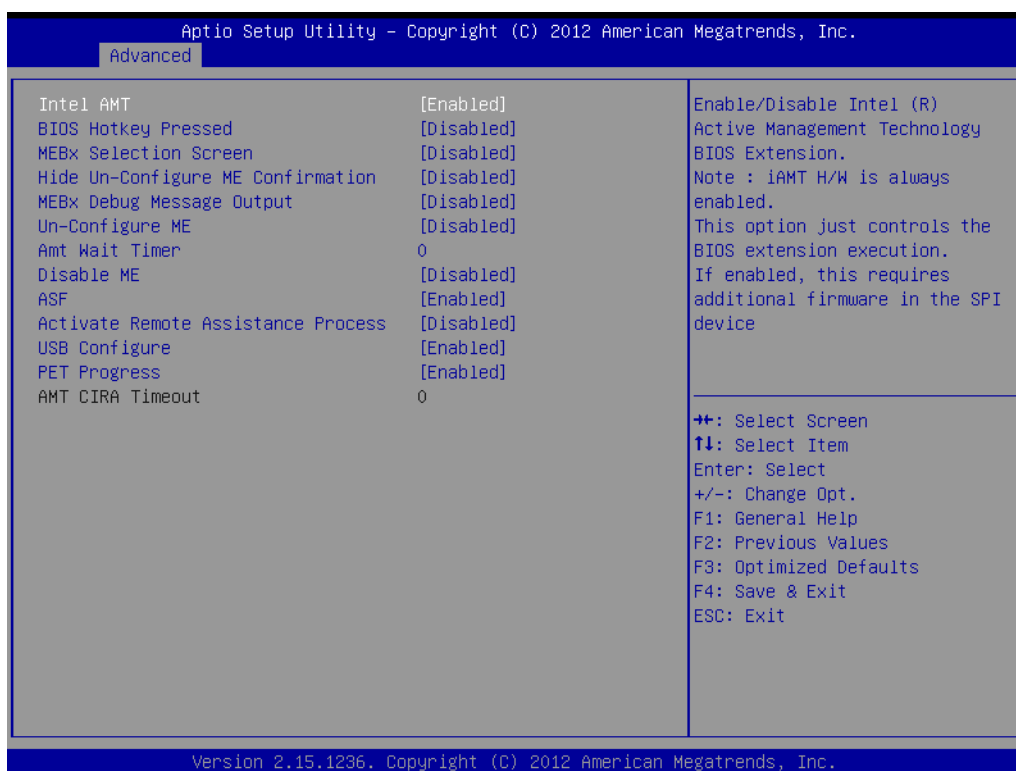 Aptio Setup Utility – Copyright (C) 2012 American Megatrends, Inc.
Advanced
Intel AMT [Enabled]
BIOS Hotkey Pressed [Disabled]
MEBx Selection Screen [Disabled]
Hide Un-Configure ME Confirmation [Disabled]
MEBx Debug Message Output [Disabled]
Un-Configure ME [Disabled]
Amt Wait Timer 0
Disable ME [Disabled]
ASF [Enabled]
Activate Remote Assistance Process [Disabled]
USB Configure [Enabled]
PET Progress [Enabled]
AMT CIRA Timeout 0
Enable/Disable Intel (R)
Active Management Technology
BIOS Extension.
Note : iAMT H/W is always
enabled.
This option just controls the
BIOS extension execution.
If enabled, this requires
additional firmware in the SPI
device
→←: Select Screen
↑↓: Select Item
Enter: Select
+/-: Change Opt.
F1: General Help
F2: Previous Values
F3: Optimized Defaults
F4: Save & Exit
ESC: Exit
Version 2.15.1236. Copyright (C) 2012 American Megatrends, Inc.